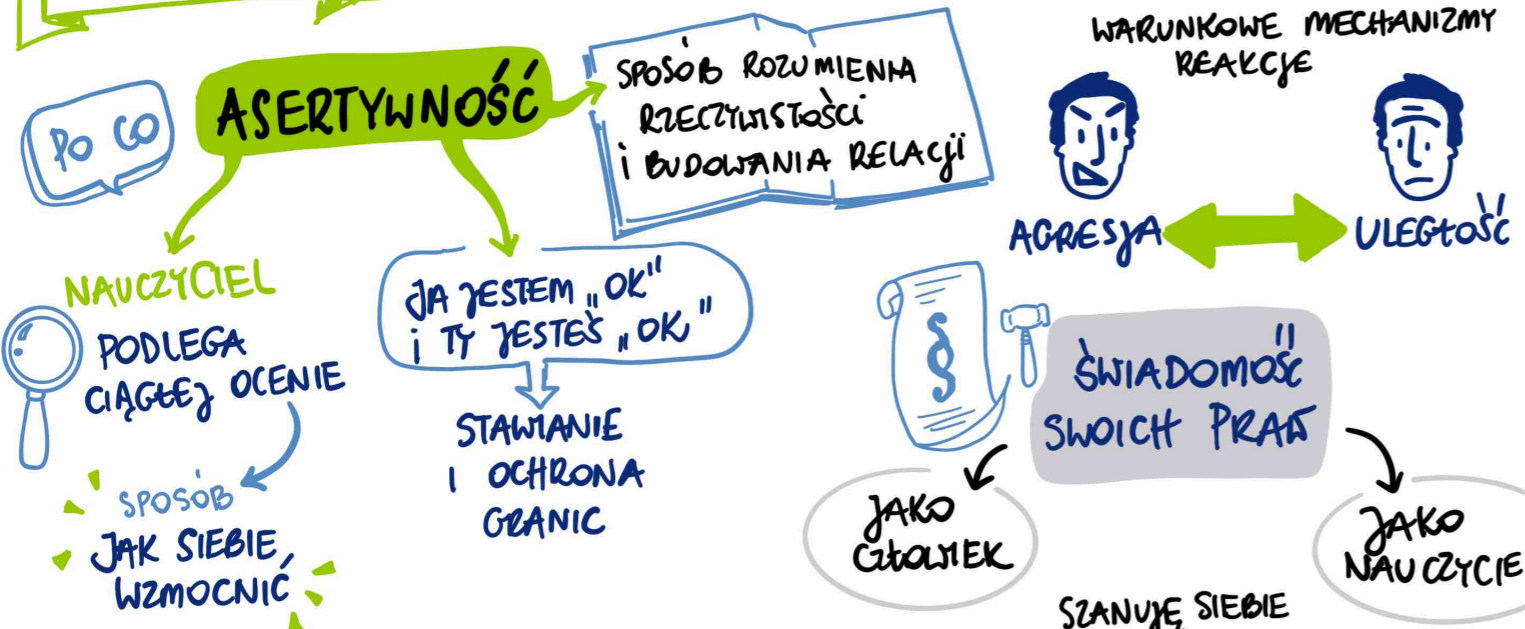 PO CO
ASERTYWNOŚĆ
SPOSÓB ROZUMIENIA
RZECZYWISTOŚCI
i BUDOWANIA RELACJI
NAUCZYCIEL
PODLEGA
CIĄGŁEJ OCENIE
SPOSÓB
JAK SIEBIE
WZMOCNIĆ
JA JESTEM „OK"
i TY JESTEŚ „OK"
STAWIANIE
I OCHRONA
GRANIC
WARUNKOWE MECHANIZMY
REAKCJE
AGRESJA
ULEGŁOŚĆ
§
ŚWIADOMOŚĆ
SWOICH PRAW
JAKO
CZŁOWIEK
JAKO
NAUCZYCIE
SZANUJĘ SIEBIE